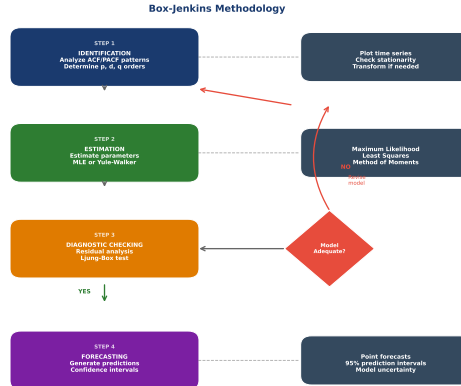 Box-Jenkins Methodology
STEP 1
IDENTIFICATION
Analyze ACF/PACF patterns
Determine p, d, q orders
Plot time series
Check stationarity
Transform if needed
STEP 2
ESTIMATION
Estimate parameters
MLE or Yule-Walker
Maximum Likelihood
Least Squares
Method of Moments
NO
model
STEP 3
DIAGNOSTIC CHECKING
Residual analysis
Ljung-Box test
Model
Adequate?
YES
STEP 4
FORECASTING
Generate predictions
Confidence intervals
Point forecasts
95% prediction intervals
Model uncertainty